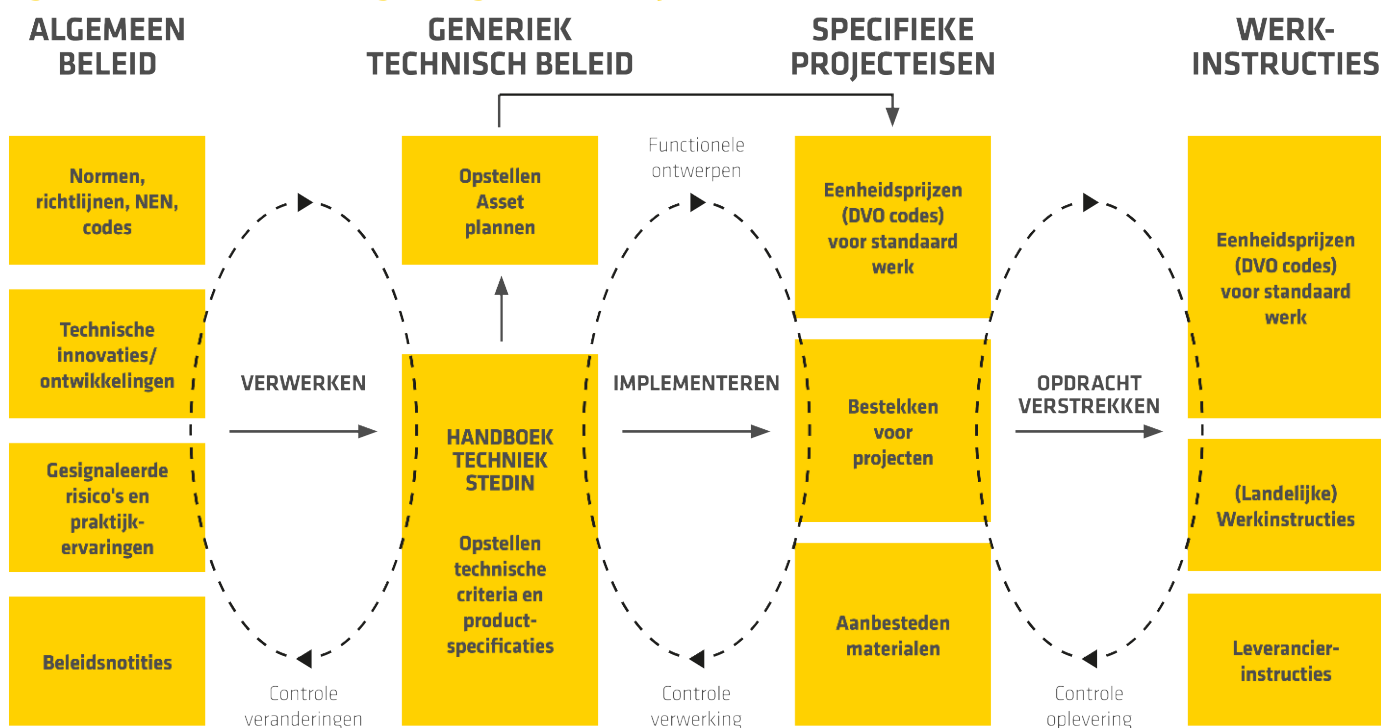 ALGEMEEN
BELEID
GENERIEK
TECHNISCH BELEID
SPECIFIEKE
PROJECTEISEN
WERK-
INSTRUCTIES
Normen,
richtlijnen, NEN,
codes
Technische
innovaties/
ontwikkelingen
Gesignaleerde
risico's en
praktijk-
ervaringen
Beleidsnotities
VERWERKEN
Controle
veranderingen
Opstellen
Asset
plannen
HANDBOEK
TECHNIEK
STEDIN
Opstellen
technische
criteria en
product-
specificaties
Functionele
ontwerpen
IMPLEMENTEREN
Controle
verwerking
Eenheidsprijzen
(DVO codes)
voor standaard
werk
Bestekken
voor
projecten
Aanbesteden
materialen
OPDRACHT
VERSTREKKEN
Controle
oplevering
Eenheidsprijzen
(DVO codes)
voor standaard
werk
(Landelijke)
Werkinstructies
Leverancier-
instructies